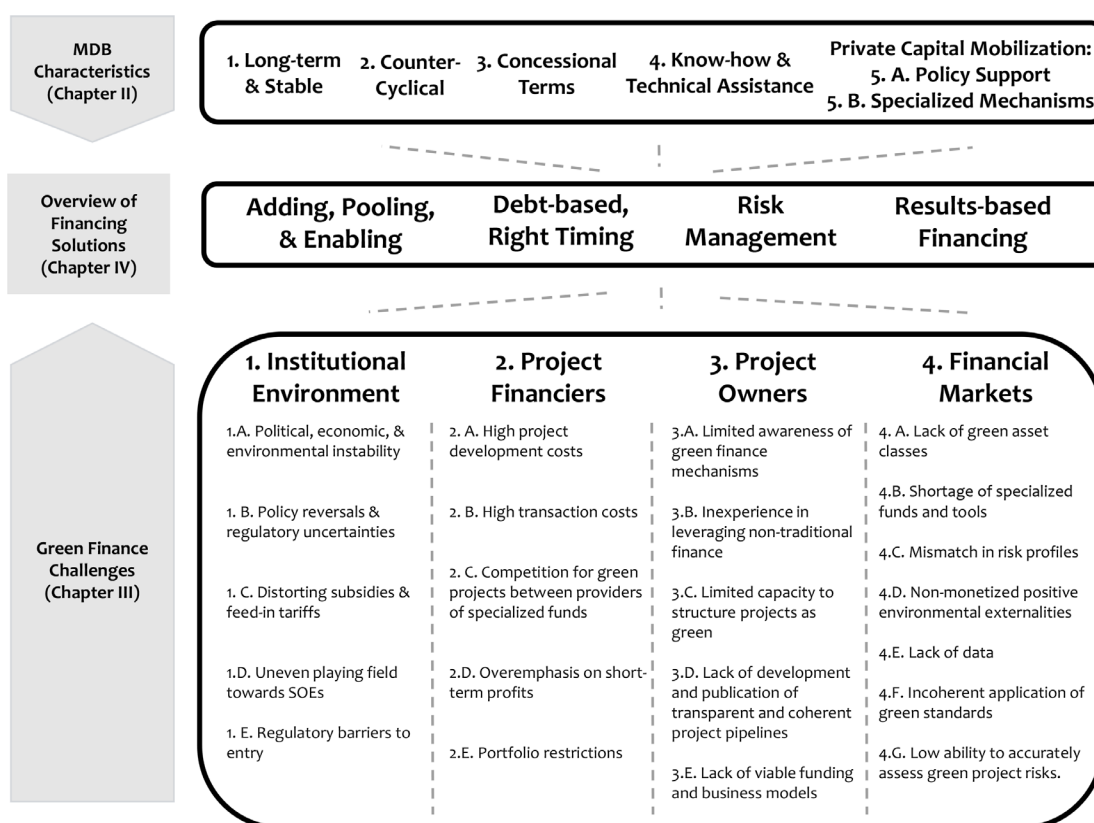 MDB
Characteristics
(Chapter II)
1. Long-term
& Stable
2. Counter-
Cyclical
3. Concessional
Terms
4. Know-how &
Technical Assistance
Private Capital Mobilization:
5. A. Policy Support
5. B. Specialized Mechanisms
Overview of
Financing
Solutions
(Chapter IV)
Adding, Pooling,
& Enabling
Debt-based,
Right Timing
Risk
Management
Results-based
Financing
Green Finance
Challenges
(Chapter III)
1. Institutional
Environment
1.A. Political, economic, &
environmental instability
1. B. Policy reversals &
regulatory uncertainties
1. C. Distorting subsidies &
feed-in tariffs
1.D. Uneven playing field
towards SOEs
1. E. Regulatory barriers to
entry
2. Project
Financiers
2. A. High project
development costs
2. B. High transaction costs
2. C. Competition for green
projects between providers
of specialized funds
2.D. Overemphasis on short-
term profits
2.E. Portfolio restrictions
3. Project
Owners
3.A. Limited awareness of
green finance
mechanisms
3.B. Inexperience in
leveraging non-traditional
finance
3.C. Limited capacity to
structure projects as
green
3.D. Lack of development
and publication of
transparent and coherent
project pipelines
3.E. Lack of viable funding
and business models
4. Financial
Markets
4. A. Lack of green asset
classes
4.B. Shortage of specialized
funds and tools
4.C. Mismatch in risk profiles
4.D. Non-monetized positive
environmental externalities
4.E. Lack of data
4.F. Incoherent application of
green standards
4.G. Low ability to accurately
assess green project risks.